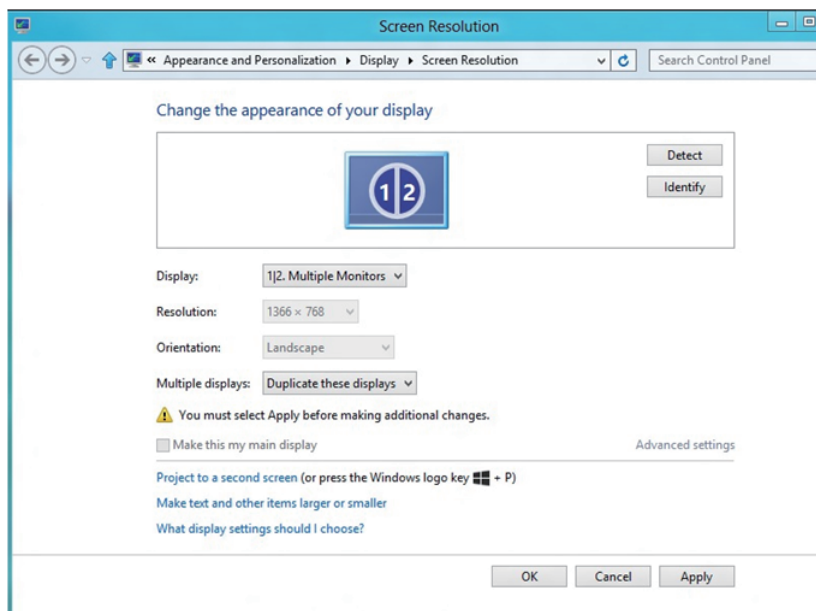 Screen Resolution
« Appearance and Personalization Display Screen Resolution
Search Control Panel
Change the appearance of your display
1 2
Detect
Identify
Display: 1|2. Multiple Monitors
Resolution: 1366 × 768
Orientation: Landscape
Multiple displays: Duplicate these displays
You must select Apply before making additional changes.
Make this my main display Advanced settings
Project to a second screen (or press the Windows logo key + P)
Make text and other items larger or smaller
What display settings should I choose?
OK Cancel Apply